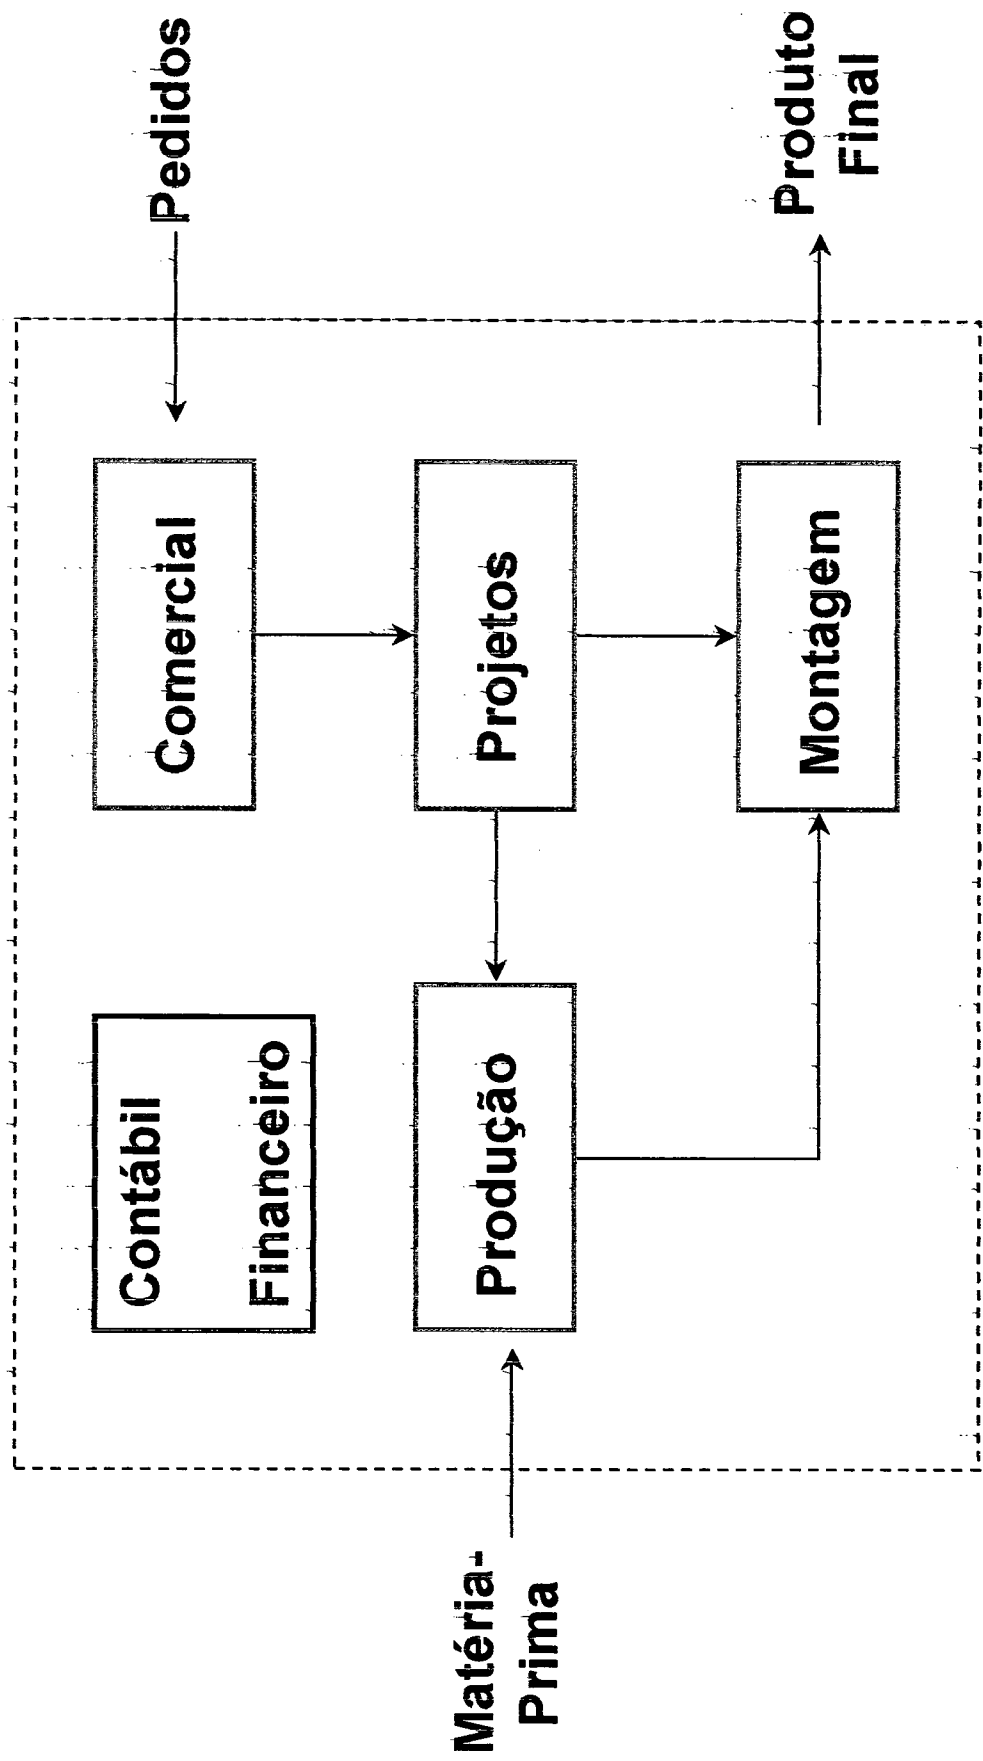 Contábil
Financeiro
Comercial
Pedidos
Matéria-
Prima
Produção
Projetos
Montagem
Produto
Final